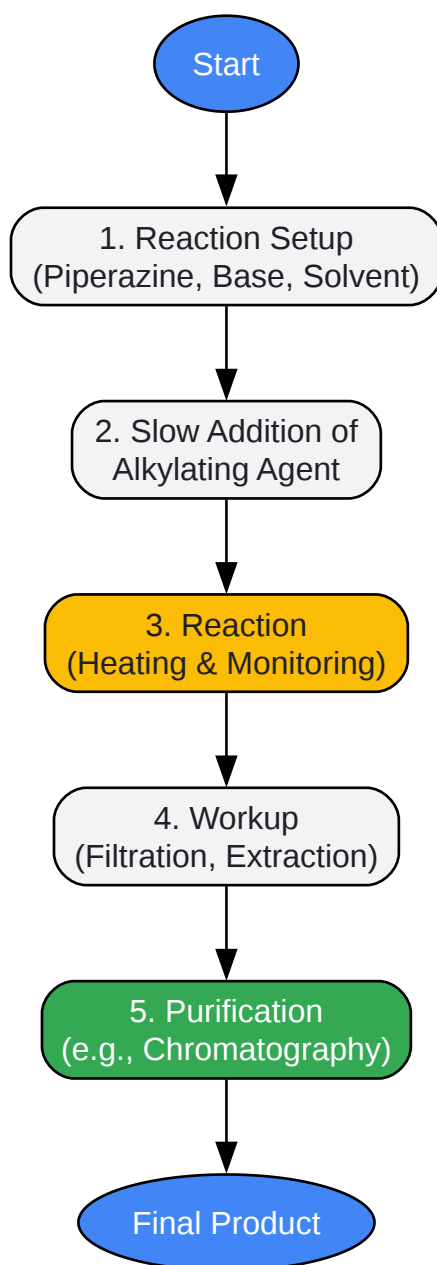 Start
1. Reaction Setup
(Piperazine, Base, Solvent)
2. Slow Addition of
Alkylating Agent
3. Reaction
(Heating & Monitoring)
4. Workup
(Filtration, Extraction)
5. Purification
(e.g., Chromatography)
Final Product